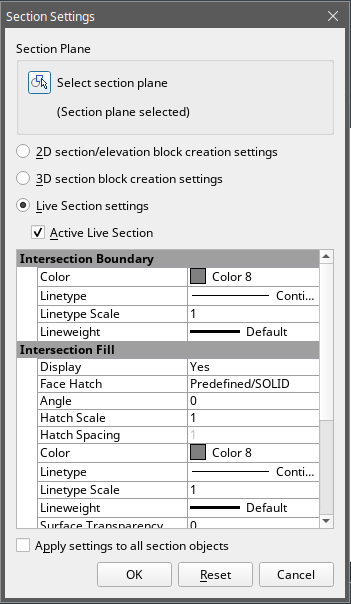 Section Settings
Section Plane
Select section plane
(Section plane selected)
2D section/elevation block creation settings
3D section block creation settings
Live Section settings
Active Live Section
Intersection Boundary
Color Color 8
Linetype Conti...
Linetype Scale 1
Lineweight Default
Intersection Fill
Display Yes
Face Hatch Predefined/SOLID
Angle 0
Hatch Scale 1
Hatch Spacing 1
Color Color 8
Linetype Conti...
Linetype Scale 1
Lineweight Default
Surface Transparency 0
Apply settings to all section objects
OK Reset Cancel